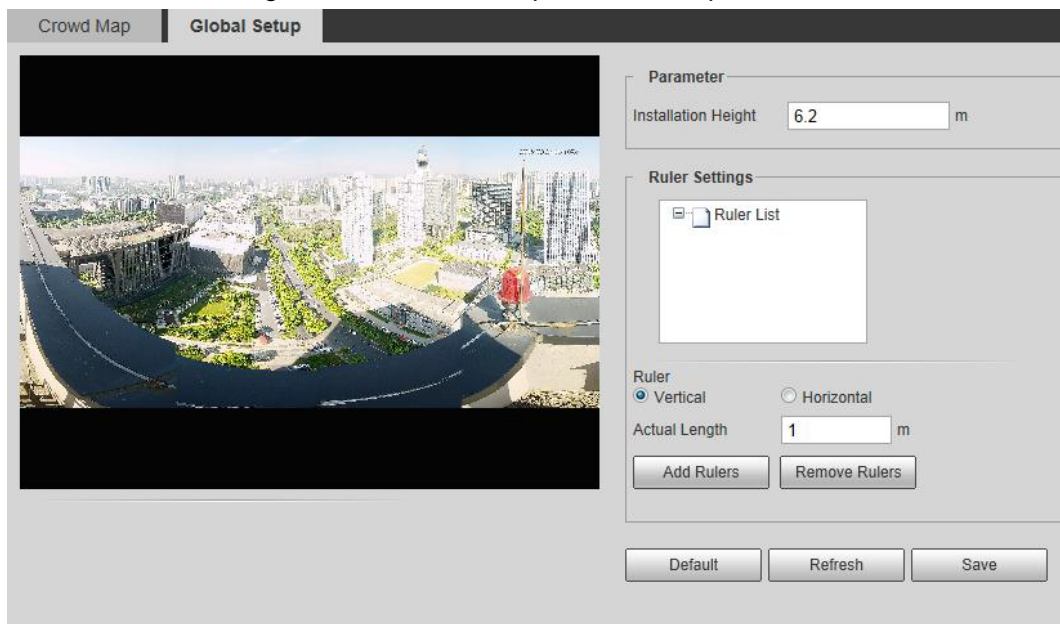 Crowd Map
Global Setup
Parameter
Installation Height 6.2 m
Ruler Settings
Ruler List
Ruler
Vertical Horizontal
Actual Length 1 m
Add Rulers Remove Rulers
Default Refresh Save